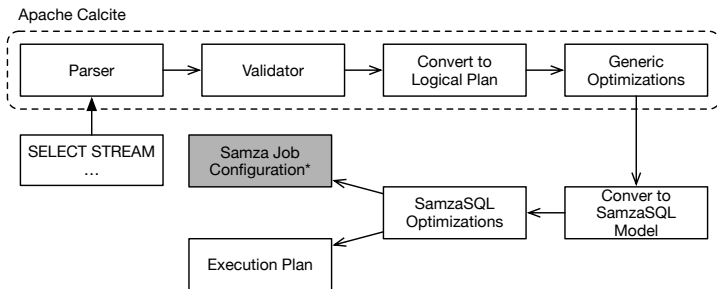 Apache Calcite
Parser
Validator
Convert to
Logical Plan
Generic
Optimizations
SELECT STREAM
...
Samza Job
Configuration*
SamzaSQL
Optimizations
Conver to
SamzaSQL
Model
Execution Plan